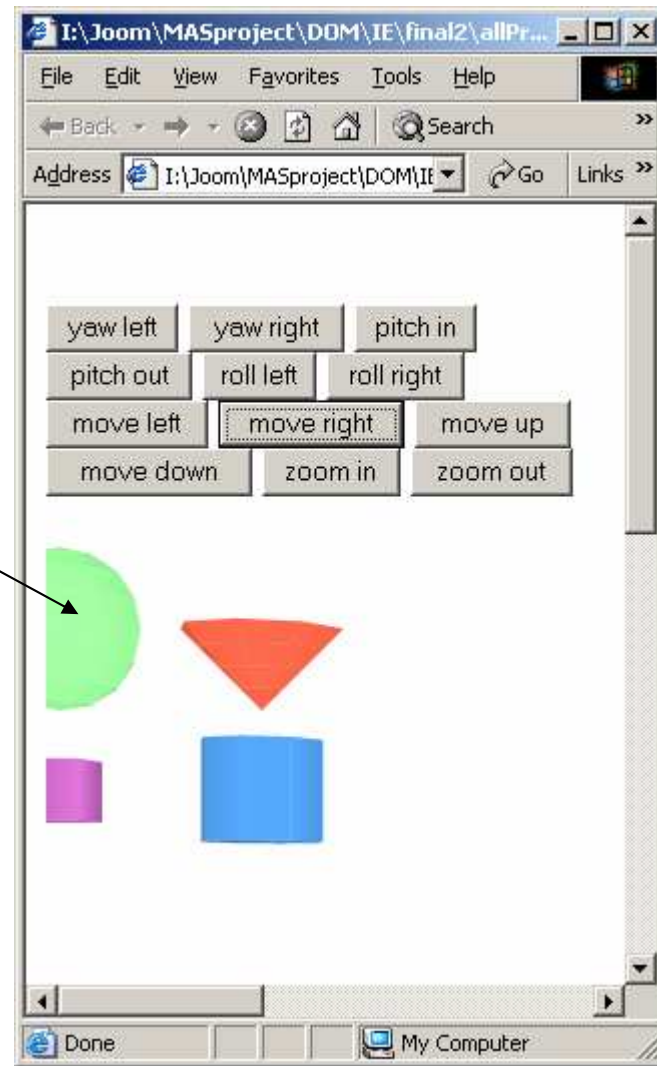 I:\Joom\MASproject\DOM\IE\final2\allPr...
File Edit View Favorites Tools Help
Back Search »
Address I:\Joom\MASproject\DOM\IE Go Links »
yaw left yaw right pitch in
pitch out roll left roll right
move left move right move up
move down zoom in zoom out
Done My Computer